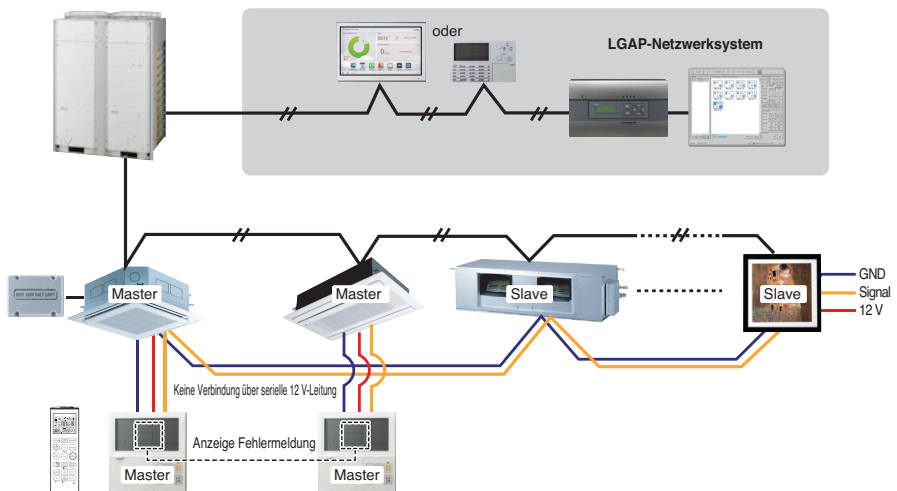 oder
LGAP-Netzwerksystem
Master
Master
Slave
Slave
GND
Signal
12 V
Keine Verbindung über serielle 12 V-Leitung
Anzeige Fehlermeldung
Master
Master